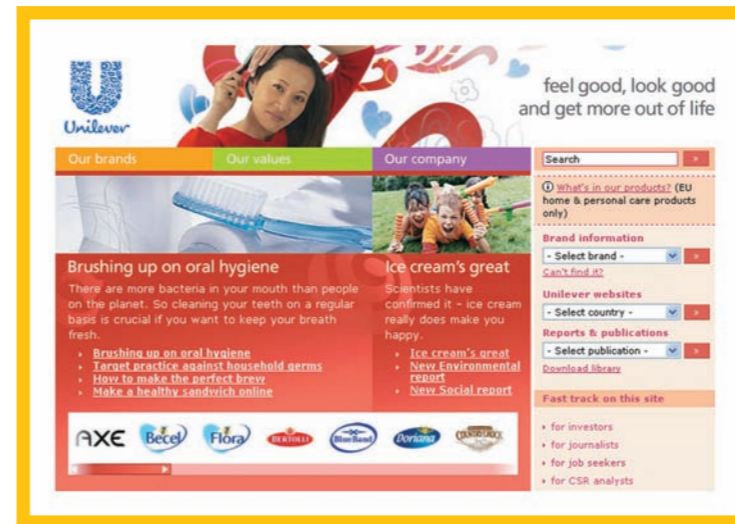 Unilever
feel good, look good
and get more out of life
Our brands
Our values
Our company
Brushing up on oral hygiene
There are more bacteria in your mouth than people
on the planet. So cleaning your teeth on a regular
basis is crucial if you want to keep your breath
fresh.
Brushing up on oral hygiene
Target practice against household germs
How to make the perfect brew
Make a healthy sandwich online
Ice cream's great
Scientists have
confirmed it - ice cream
really does make you
happy.
Ice cream's great
New Environmental
report
New Social report
AXE
Becel
Flora
BERTOLLI
Blue Band
Doriana
COUNTRY CROCK
Search
What's in our products? (EU
home & personal care products
only)
Brand information
- Select brand -
Can't find it?
Unilever websites
- Select country -
Reports & publications
- Select publication -
Download library
Fast track on this site
for investors
for journalists
for job seekers
for CSR analysts